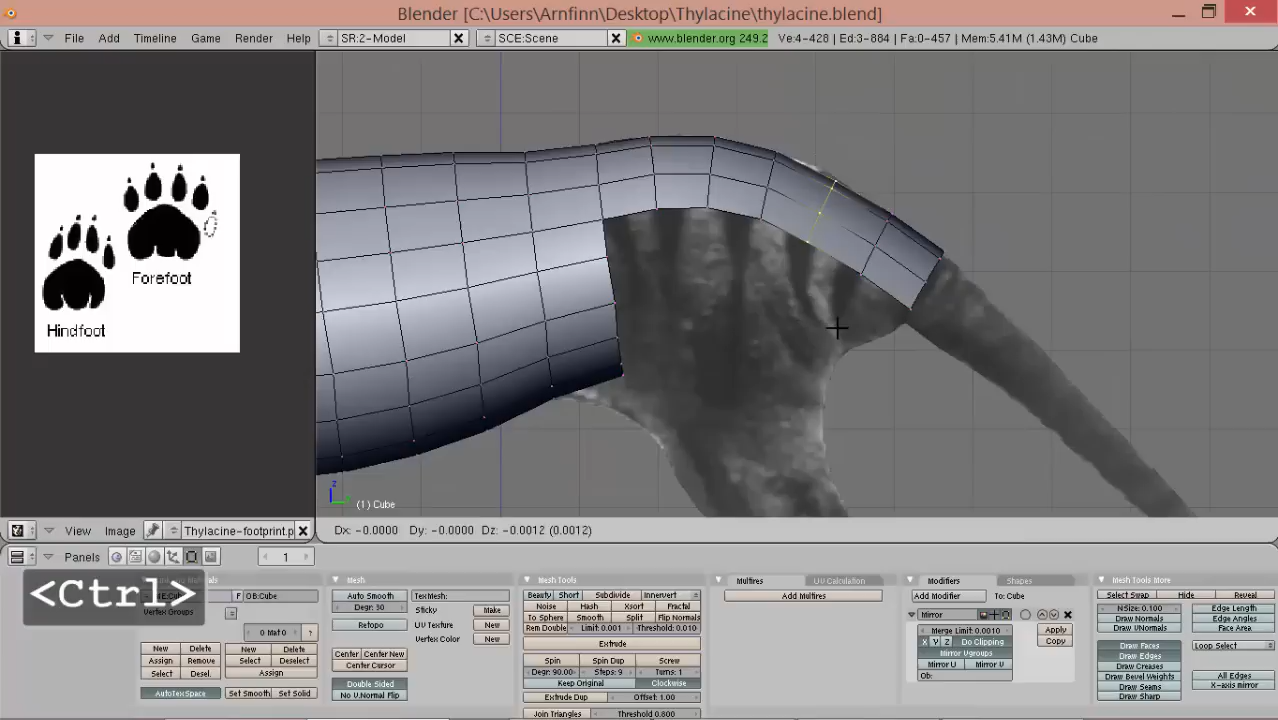 Blender [C:\Users\Arnfinn\Desktop\Thylacine\thylacine.blend]
File Add Timeline Game Render Help SR:2-Model SCE:Scene www.blender.org 249.2 Ve:4-428 | Ed:3-884 | Fa:0-457 | Mem:5.41M (1.43M) Cube
Forefoot
Hindfoot
z
(1) Cube
View Image Thylacine-footprint.p
Dx: -0.0000 Dy: -0.0000 Dz: -0.0012 (0.0012)
Panels 1
<Ctrl>
ME:Cube F OB:Cube
Vertex Groups
0 Mat 0 ?
New Delete New Delete
Assign Remove Select Deselect
Select Desel. Assign
AutoTexSpace Set Smooth Set Solid
Mesh
Auto Smooth TexMesh:
Degr: 30 Sticky Make
Retopo UV Texture New
Vertex Color New
Center Center New
Center Cursor
Double Sided
No V.Normal Flip
Mesh Tools
Beauty Short Subdivide Innervert
Noise Hash Xsort Fractal
To Sphere Smooth Split Flip Normals
Rem Double Limit: 0.001 Threshold: 0.010
Extrude
Spin Spin Dup Screw
Degr: 90.00 Steps: 9 Turns: 1
Keep Original Clockwise
Extrude Dup Offset: 1.00
Join Triangles Threshold 0.800
Multires UV Calculation
Add Multires
Modifiers Shapes
Add Modifier To: Cube
Mirror
Merge Limit: 0.0010 Apply
X Y Z Do Clipping Copy
Mirror Vgroups
Mirror U Mirror V
Ob:
Mesh Tools More
Select Swap Hide Reveal
NSize: 0.100 Edge Length
Draw Normals Edge Angles
Draw VNormals Face Area
Draw Faces Loop Select
Draw Edges
Draw Creases
Draw Bevel Weights All Edges
Draw Seams X-axis mirror
Draw Sharp